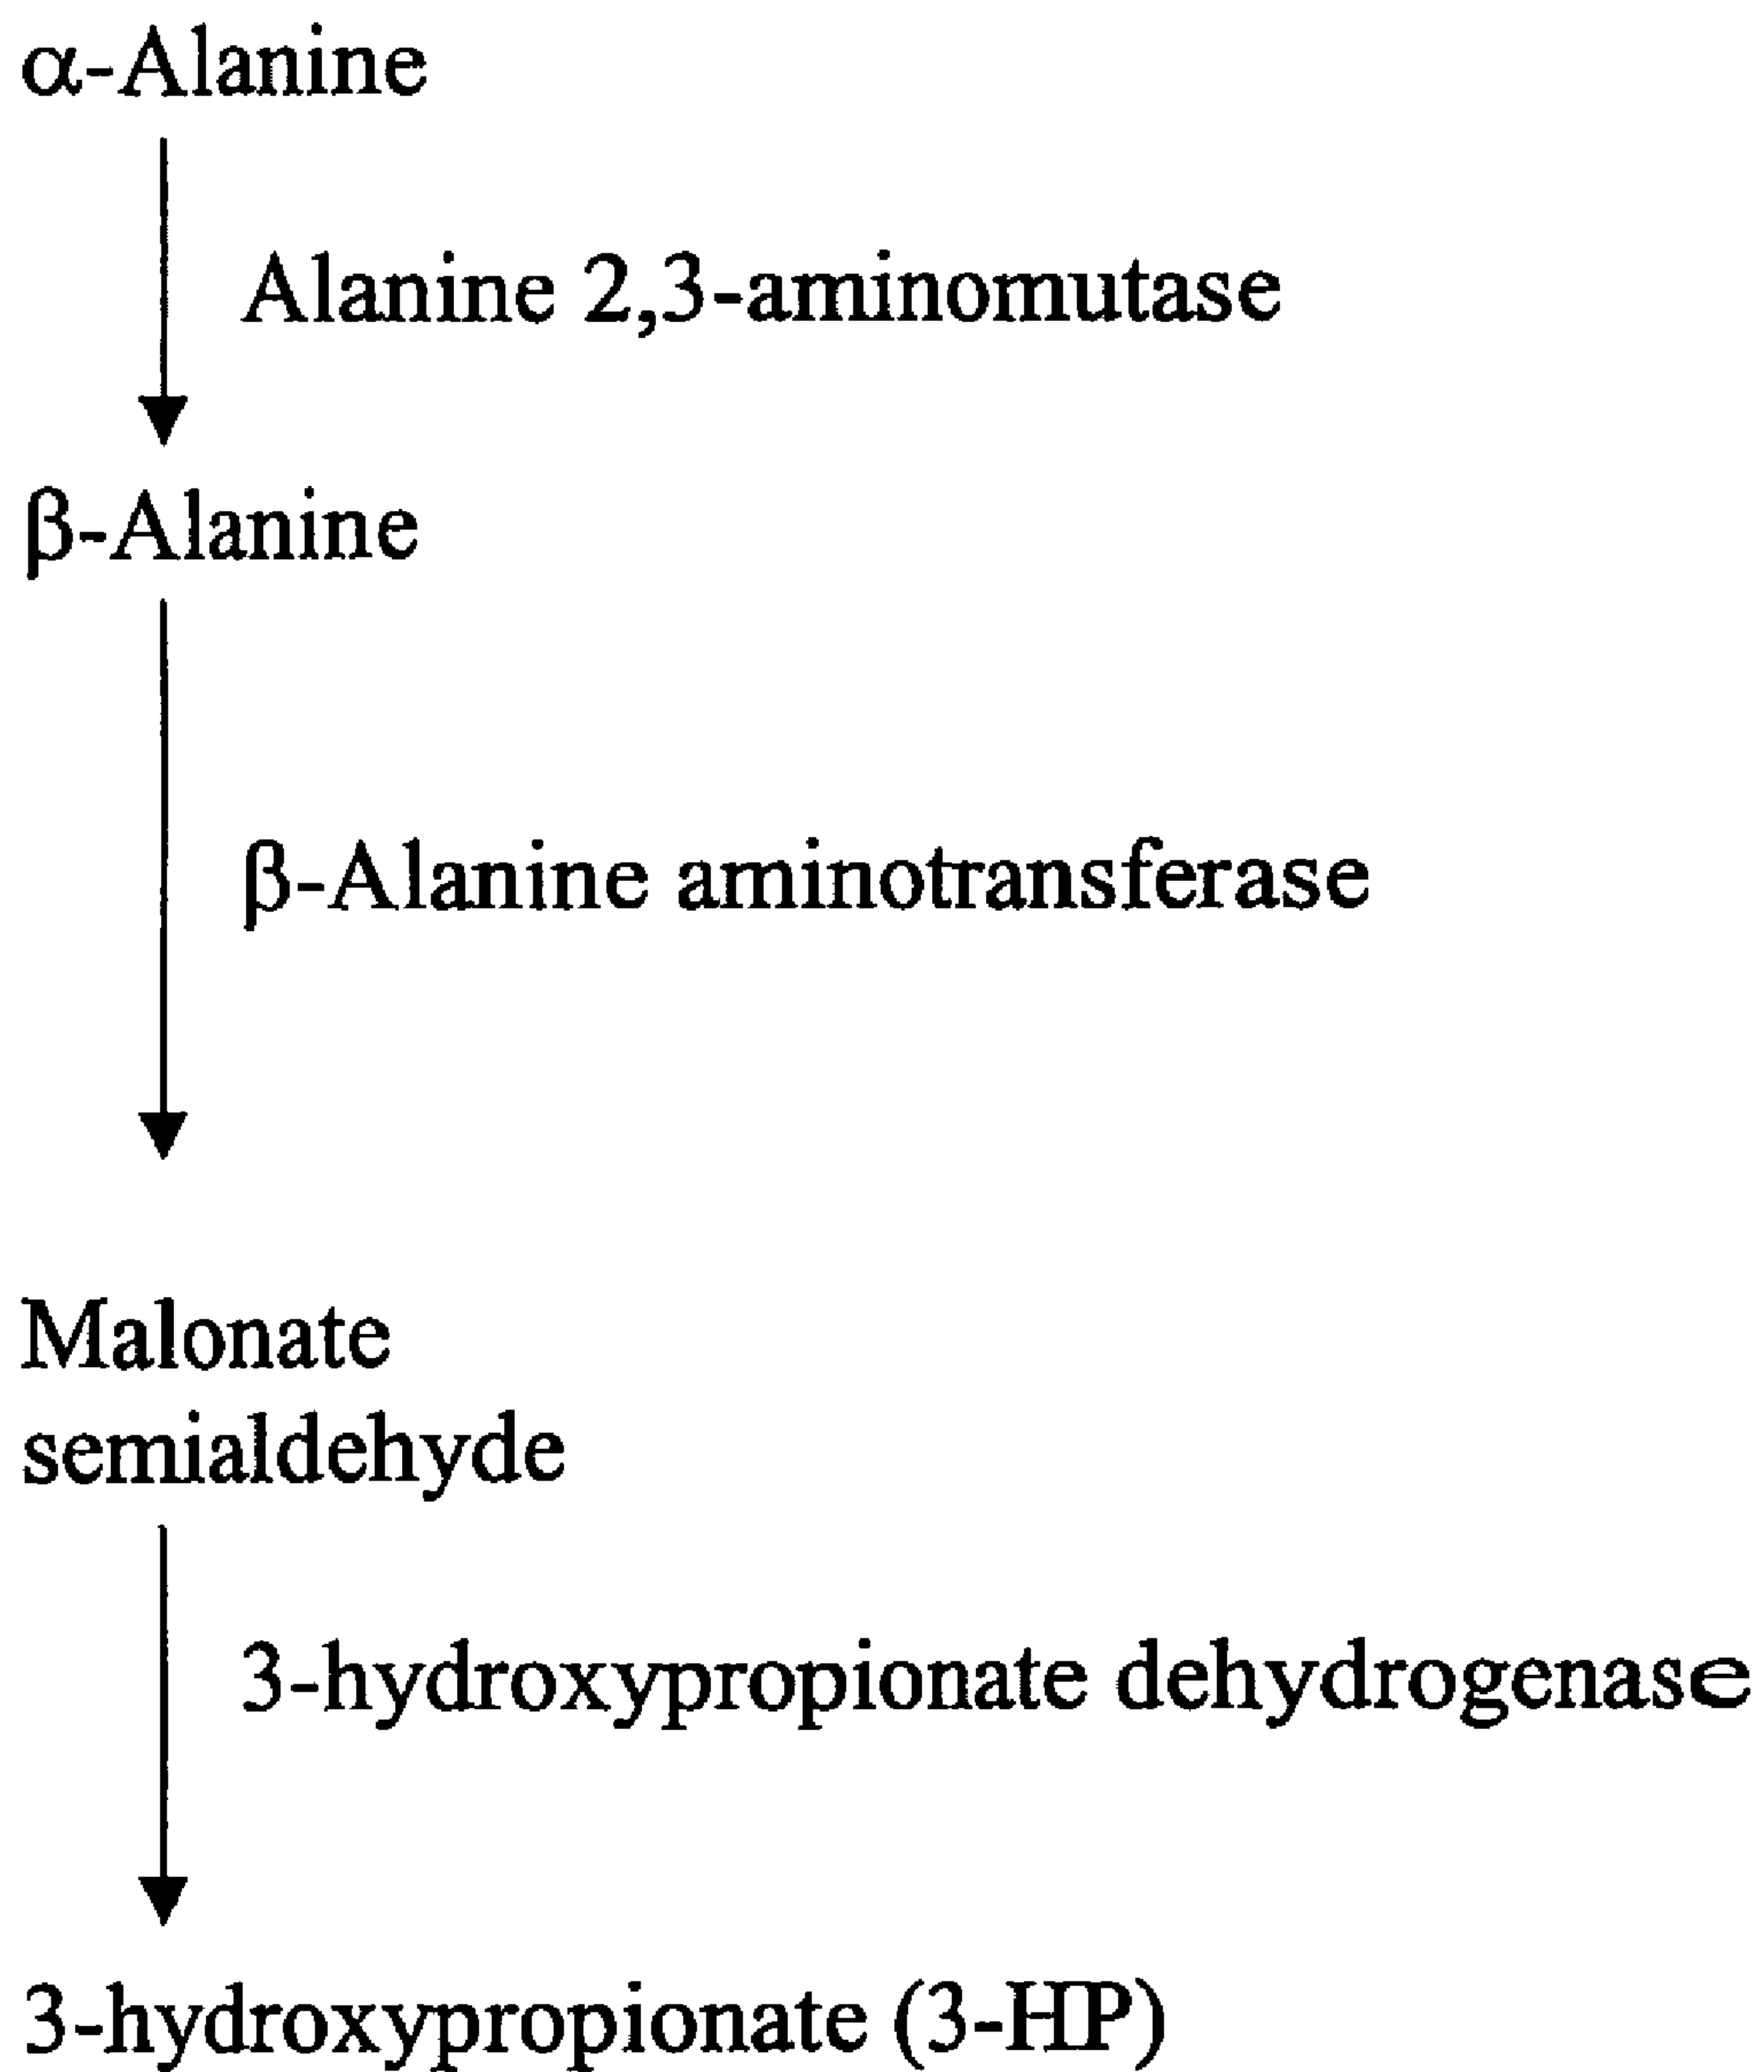 α-Alanine
Alanine 2,3-aminomutase
β-Alanine
β-Alanine aminotransferase
Malonate
semialdehyde
3-hydroxypropionate dehydrogenase
3-hydroxypropionate (3-HP)